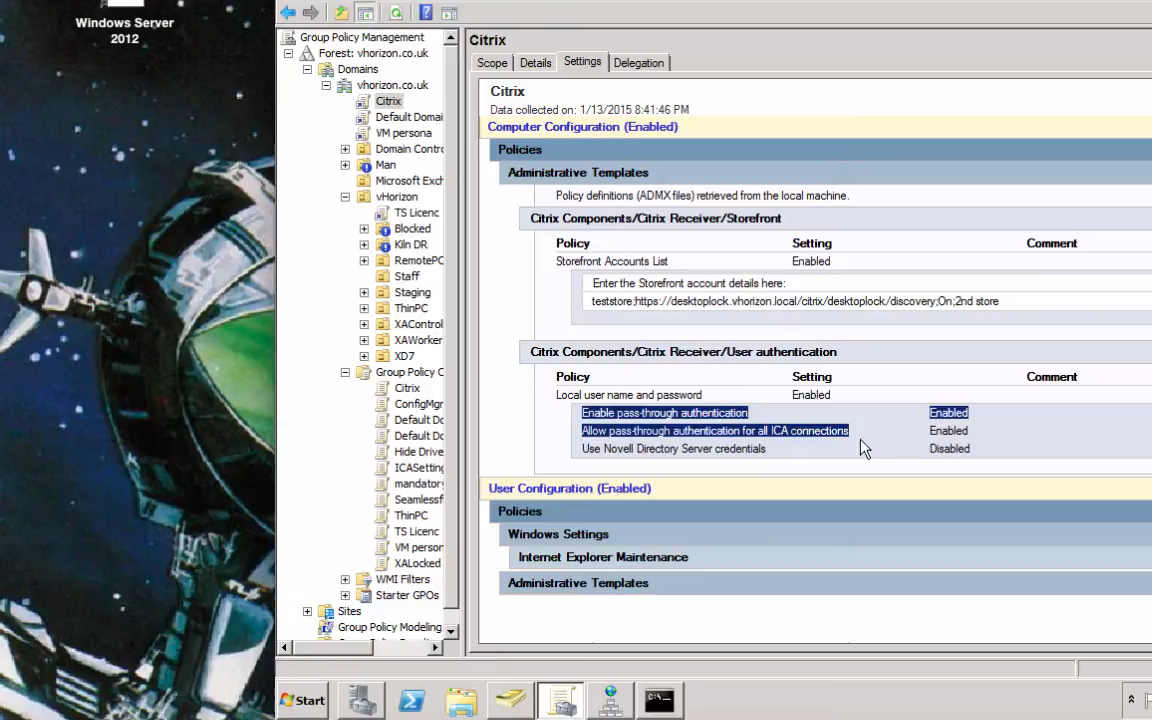 Windows Server
2012
Group Policy Management
Forest: vhorizon.co.uk
Domains
vhorizon.co.uk
Citrix
Default Domai
VM persona
Domain Contro
Man
Microsoft Exch
vHorizon
TS Licenc
Blocked
Kiln DR
RemotePC
Staff
Staging
ThinPC
XAControl
XAWorker
XD7
Group Policy O
Citrix
ConfigMgr
Default Do
Default Do
Hide Drive
ICASetting
mandatory
Seamlessf
ThinPC
TS Licenc
VM person
XALocked
WMI Filters
Starter GPOs
Sites
Group Policy Modeling
Citrix
Scope Details Settings Delegation
Citrix
Data collected on: 1/13/2015 8:41:46 PM
Computer Configuration (Enabled)
Policies
Administrative Templates
Policy definitions (ADMX files) retrieved from the local machine.
Citrix Components/Citrix Receiver/Storefront
Policy Setting Comment
Storefront Accounts List Enabled
Enter the Storefront account details here:
teststore;https://desktoplock.vhorizon.local/citrix/desktoplock/discovery;On;2nd store
Citrix Components/Citrix Receiver/User authentication
Policy Setting Comment
Local user name and password Enabled
Enable pass-through authentication Enabled
Allow pass-through authentication for all ICA connections Enabled
Use Novell Directory Server credentials Disabled
User Configuration (Enabled)
Policies
Windows Settings
Internet Explorer Maintenance
Administrative Templates
Start